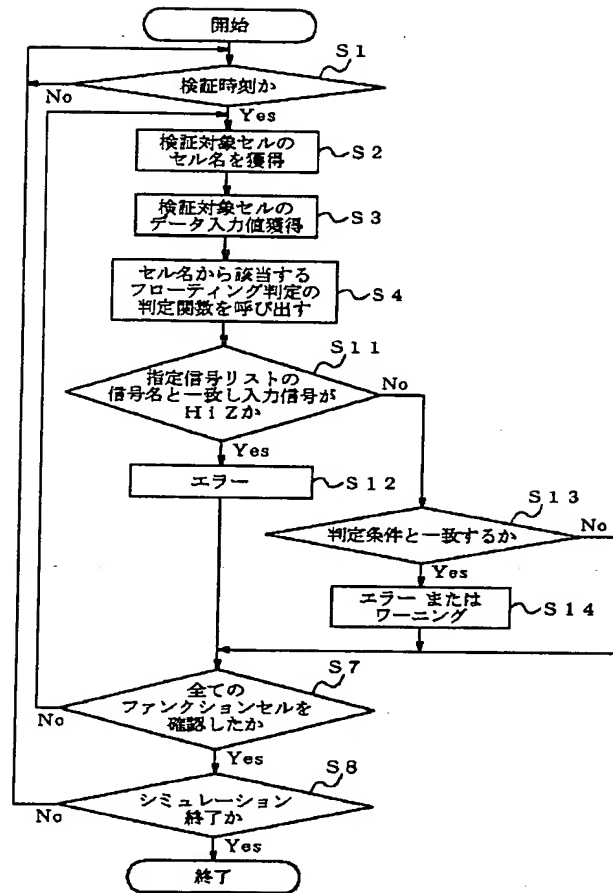 開始
S1
検証時刻か
No
Yes
検証対象セルの
セル名を獲得
S2
検証対象セルの
データ入力値獲得
S3
セル名から該当する
フローティング判定の
判定関数を呼び出す
S4
S11
指定信号リストの
信号名と一致し入力信号が
HiZか
No
Yes
エラー
S12
S13
判定条件と一致するか
No
Yes
エラー または
ワーニング
S14
S7
全ての
ファンクションセルを
確認したか
No
Yes
S8
シミュレーション
終了か
No
Yes
終了